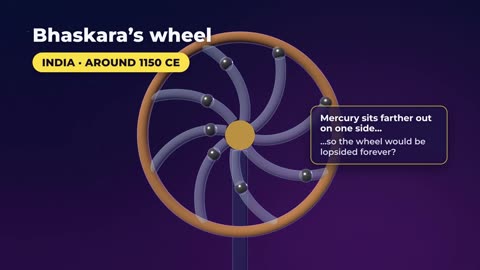 Bhaskara’s wheel
INDIA • AROUND 1150 CE
Mercury sits farther out
on one side...
...so the wheel would be
lopsided forever?